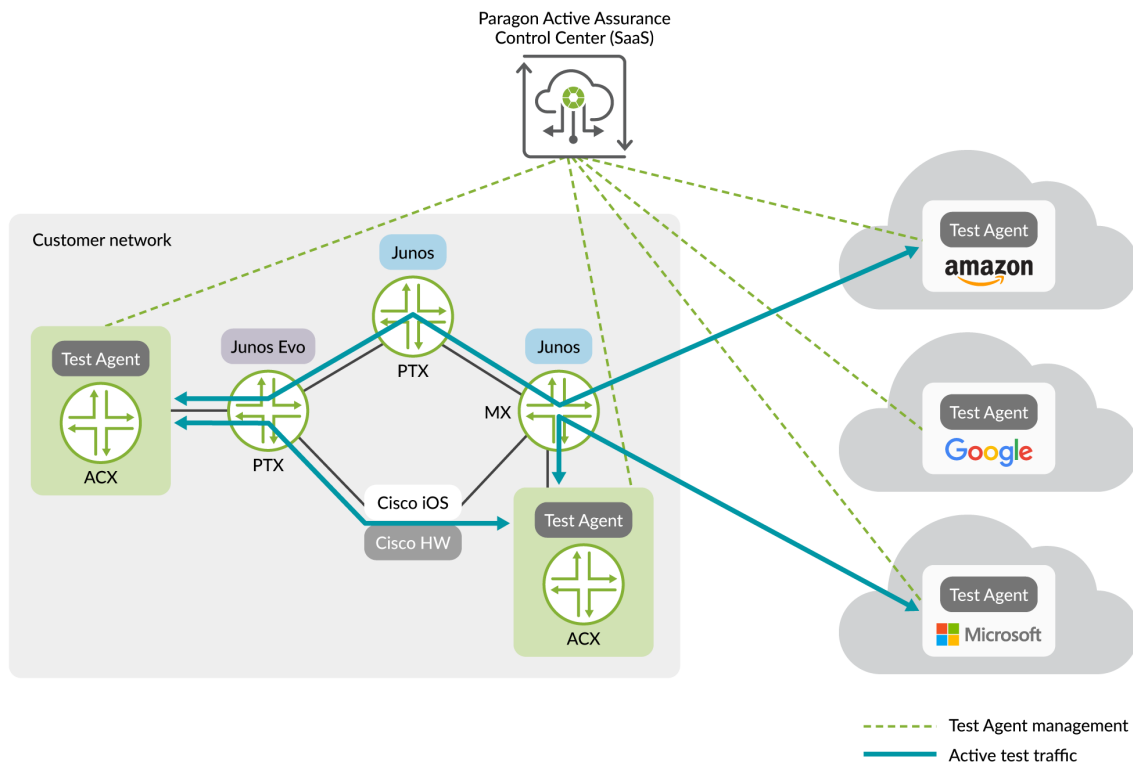 Paragon Active Assurance
Control Center (SaaS)
Customer network
Junos
PTX
Test Agent
ACX
Junos Evo
PTX
Junos
MX
Cisco iOS
Cisco HW
Test Agent
ACX
Test Agent
amazon
Test Agent
Google
Test Agent
Microsoft
Test Agent management
Active test traffic